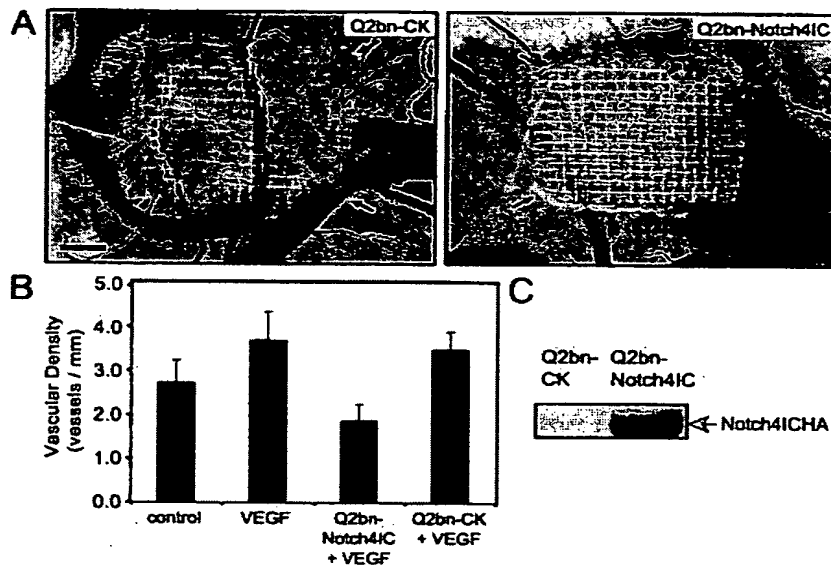 A
Q2bn-CK
Q2bn-Notch4IC
B
Vascular Density
(vessels / mm)
5.0
4.0
3.0
2.0
1.0
0.0
control
VEGF
Q2bn-
Notch4IC
+ VEGF
Q2bn-CK
+ VEGF
C
Q2bn-
CK
Q2bn-
Notch4IC
Notch4ICHA